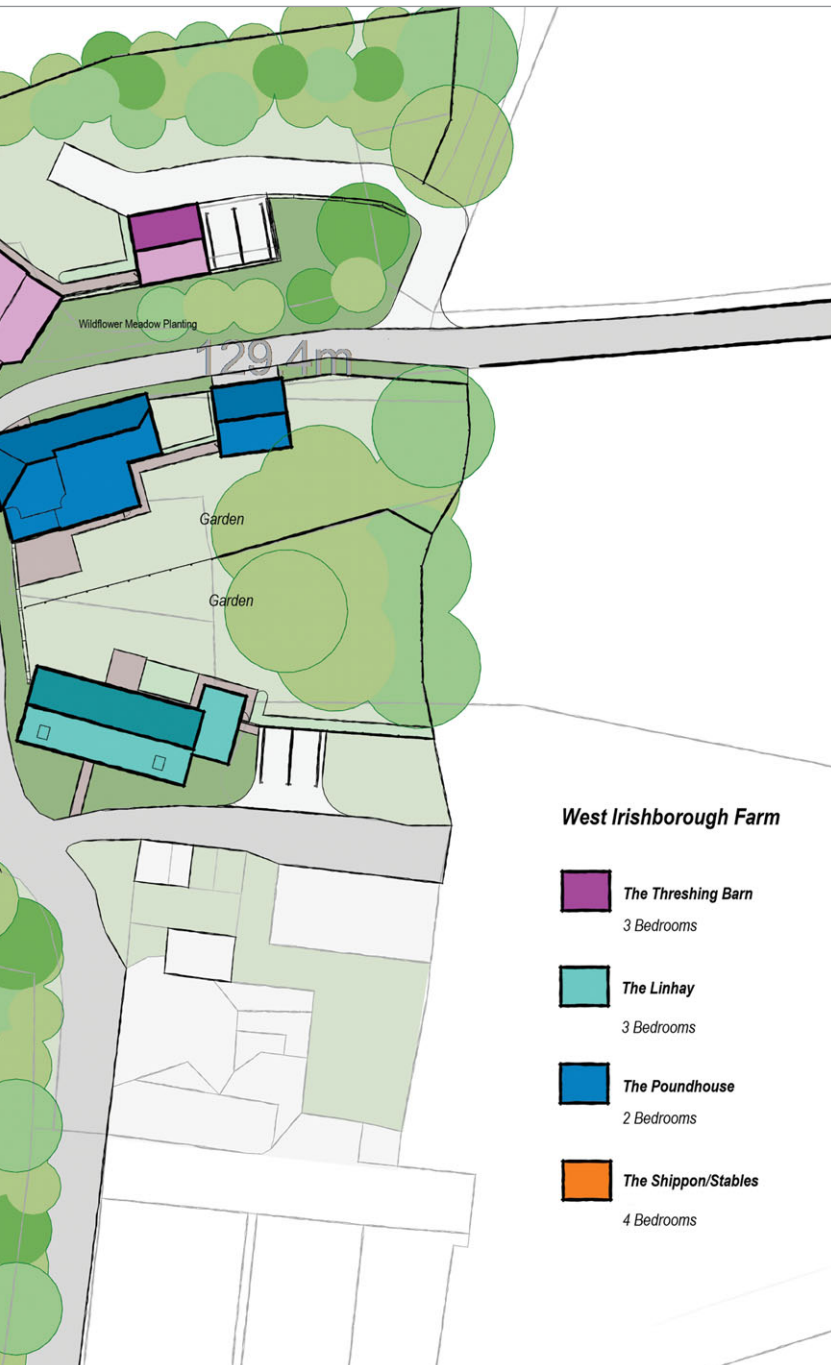 Wildflower Meadow Planting
129.4m
Garden
Garden
West Irishborough Farm
The Threshing Barn
3 Bedrooms
The Linhay
3 Bedrooms
The Poundhouse
2 Bedrooms
The Shippon/Stables
4 Bedrooms